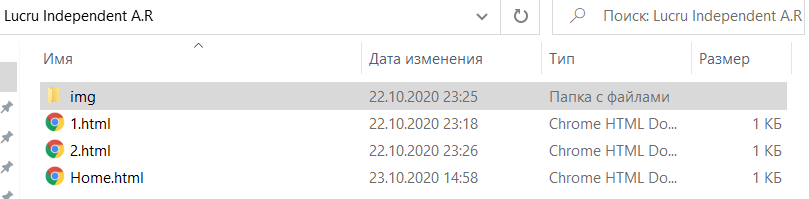 Lucru Independent A.R Поиск: Lucru Independent A.R
Имя Дата изменения Тип Размер
img 22.10.2020 23:25 Папка с файлами
1.html 22.10.2020 23:18 Chrome HTML Do... 1 КБ
2.html 22.10.2020 23:26 Chrome HTML Do... 1 КБ
Home.html 23.10.2020 14:58 Chrome HTML Do... 1 КБ